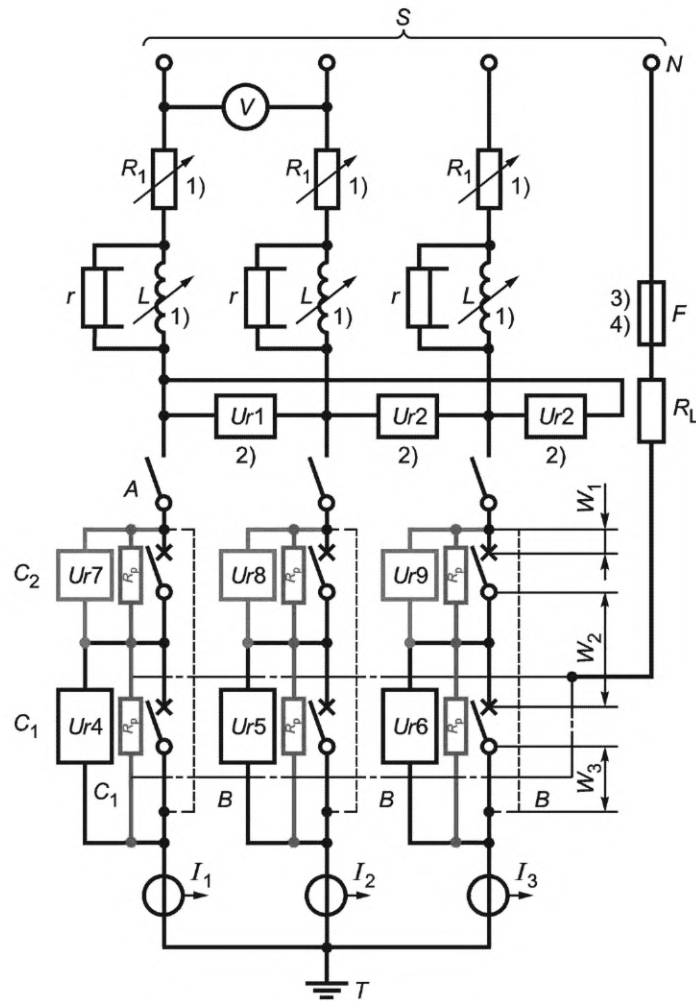 S
N
V
R1 1)
R1 1)
R1 1)
r L 1)
r L 1)
r L 1)
3)
4) F
RL
Ur1 Ur2 Ur2
2) 2) 2)
A
W1
C2 Ur7 Rp Ur8 Rp Ur9 Rp
W2
C1 Ur4 Rp Ur5 Rp Ur6 Rp
C1 B B B W3
I1 I2 I3
T